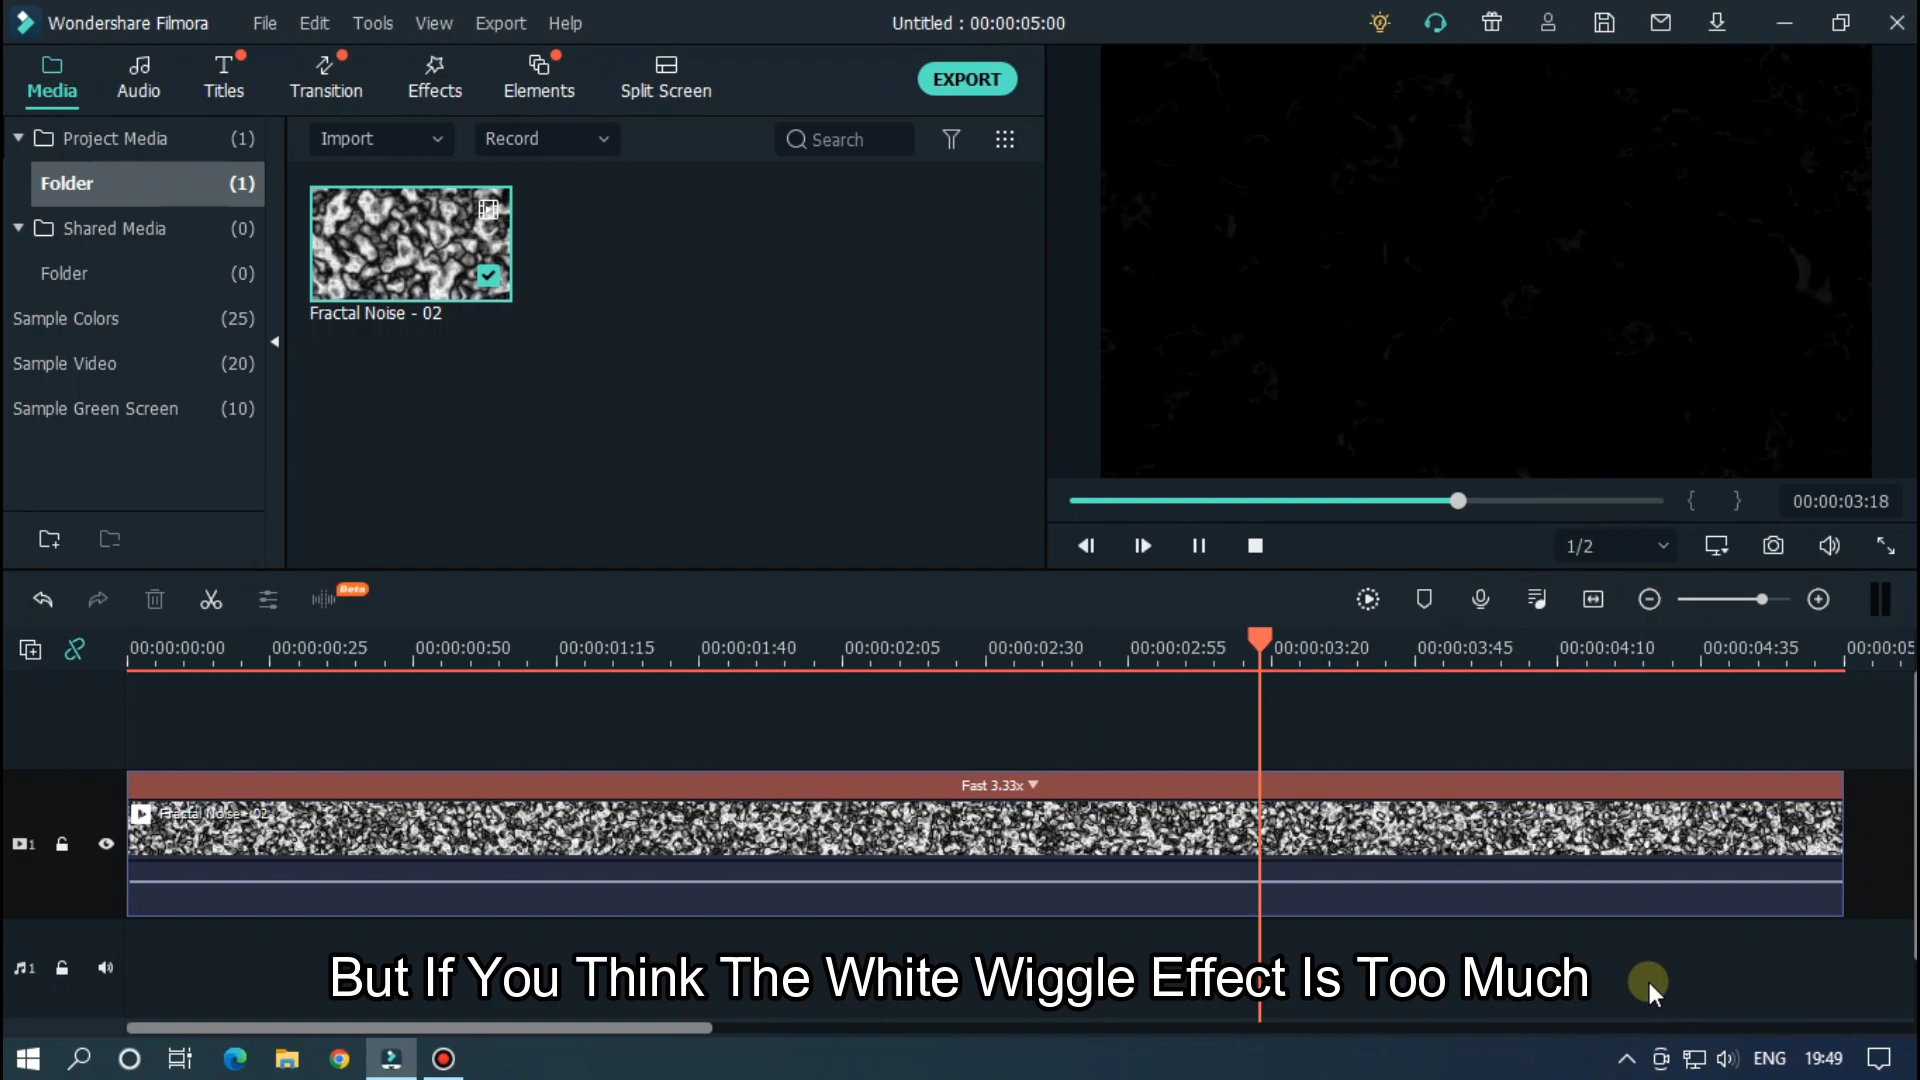 Wondershare Filmora
File Edit Tools View Export Help
Untitled : 00:00:05:00
Media Audio Titles Transition Effects Elements Split Screen
EXPORT
Project Media (1)
Folder (1)
Shared Media (0)
Folder (0)
Sample Colors (25)
Sample Video (20)
Sample Green Screen (10)
Import Record Search
Fractal Noise - 02
{ } 00:00:03:18
1/2
Beta
00:00:00:00 00:00:00:25 00:00:00:50 00:00:01:15 00:00:01:40 00:00:02:05 00:00:02:30 00:00:02:55 00:00:03:20 00:00:03:45 00:00:04:10 00:00:04:35 00:00:05
Fast 3.33x
Fractal Noise - 02
1
1
But If You Think The White Wiggle Effect Is Too Much
ENG 19:49